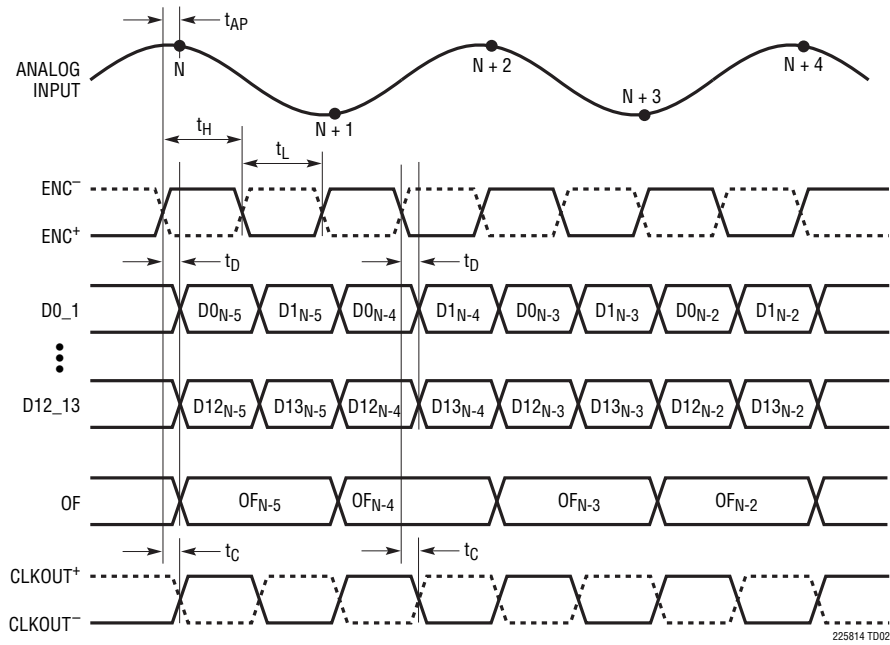 tAP
ANALOG
INPUT
N
N + 1
N + 2
N + 3
N + 4
tH
tL
ENC–
ENC+
tD
tD
D0_1
D0N-5
D1N-5
D0N-4
D1N-4
D0N-3
D1N-3
D0N-2
D1N-2
D12_13
D12N-5
D13N-5
D12N-4
D13N-4
D12N-3
D13N-3
D12N-2
D13N-2
OF
OFN-5
OFN-4
OFN-3
OFN-2
tC
tC
CLKOUT+
CLKOUT–
225814 TD02